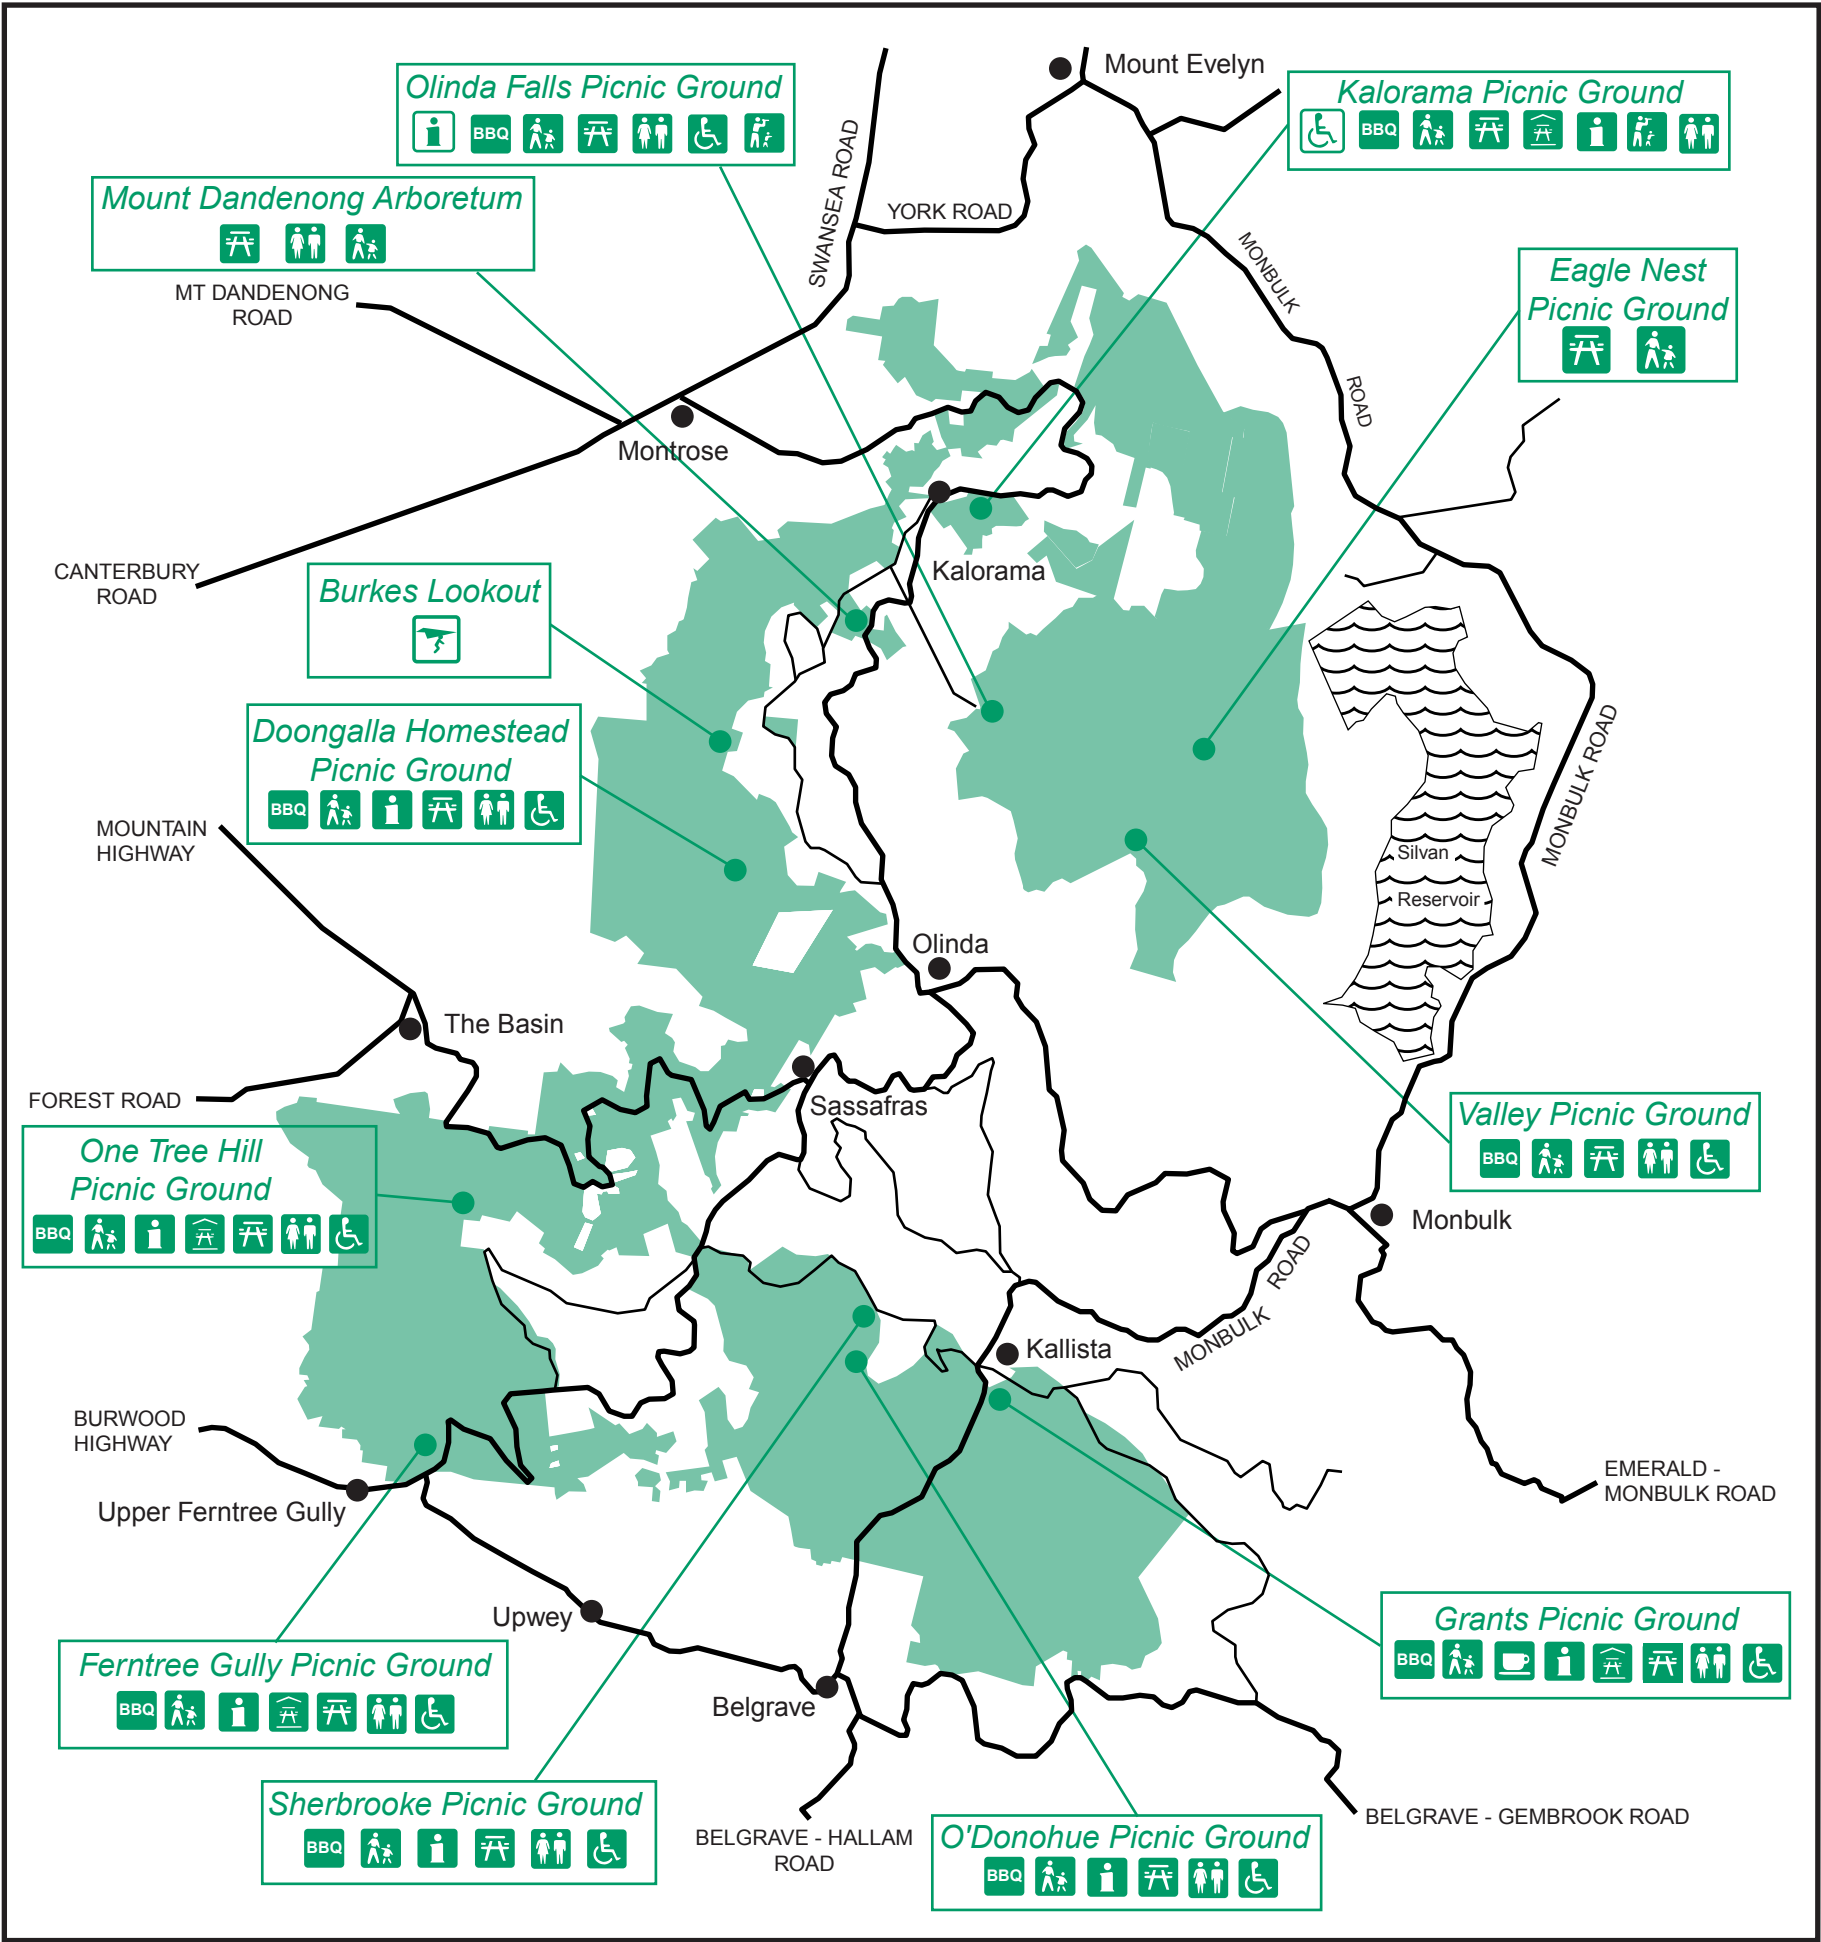 Mount Evelyn
Olinda Falls Picnic Ground
BBQ
Kalorama Picnic Ground
BBQ
SWANSEA ROAD
YORK ROAD
Mount Dandenong Arboretum
MONBULK
ROAD
Eagle Nest
Picnic Ground
MT DANDENONG
ROAD
Montrose
CANTERBURY
ROAD
Kalorama
Burkes Lookout
Doongalla Homestead
Picnic Ground
BBQ
MONBULK ROAD
MOUNTAIN
HIGHWAY
Silvan
Reservoir
Olinda
The Basin
FOREST ROAD
Sassafras
Valley Picnic Ground
BBQ
One Tree Hill
Picnic Ground
BBQ
Monbulk
MONBULK ROAD
Kallista
BURWOOD
HIGHWAY
EMERALD -
MONBULK ROAD
Upper Ferntree Gully
Upwey
Grants Picnic Ground
BBQ
Ferntree Gully Picnic Ground
BBQ
Belgrave
Sherbrooke Picnic Ground
BBQ
BELGRAVE - HALLAM
ROAD
O'Donohue Picnic Ground
BBQ
BELGRAVE - GEMBROOK ROAD